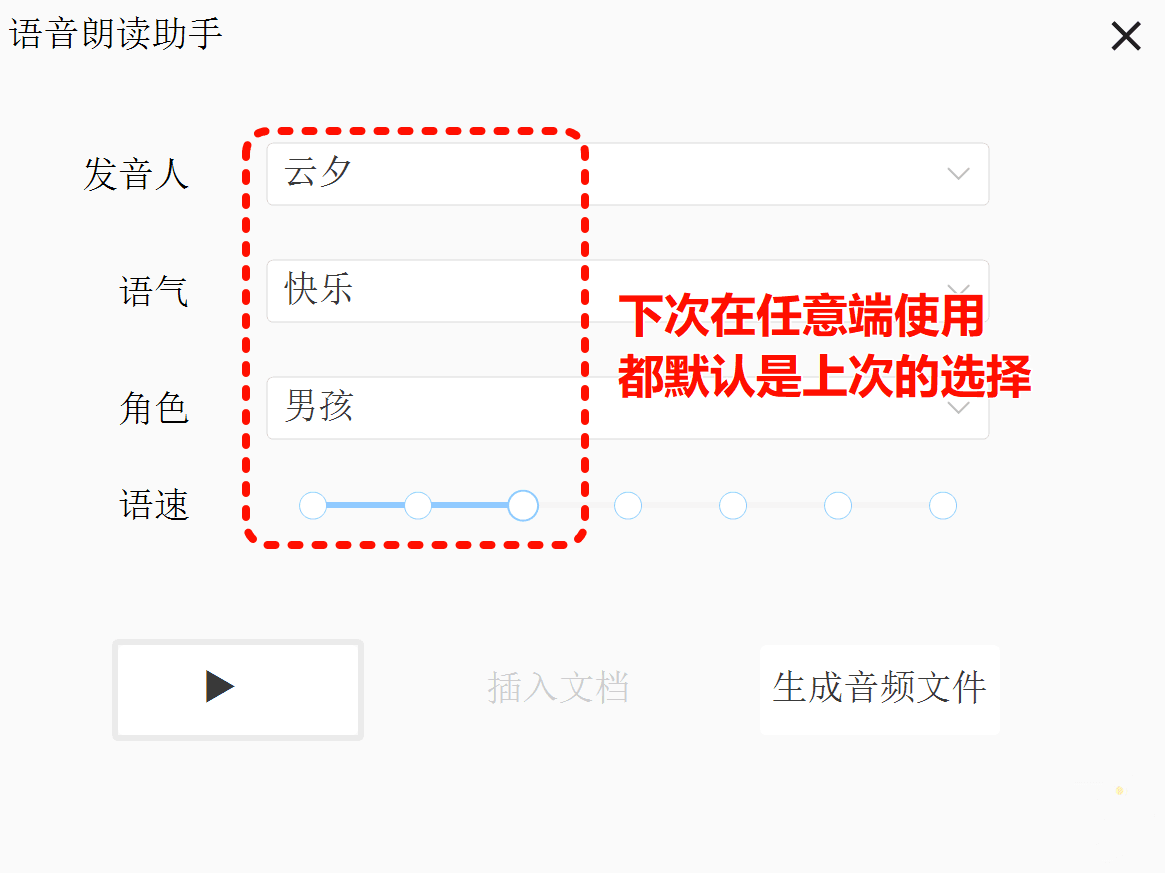 语音朗读助手
发音人
云夕
语气
快乐
下次在任意端使用
都默认是上次的选择
角色
男孩
语速
插入文档
生成音频文件